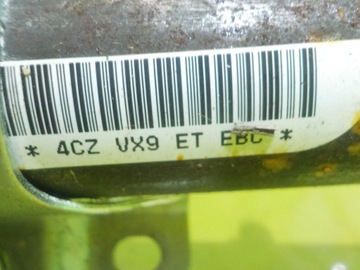 * 4CZ VX9 ET EBC *